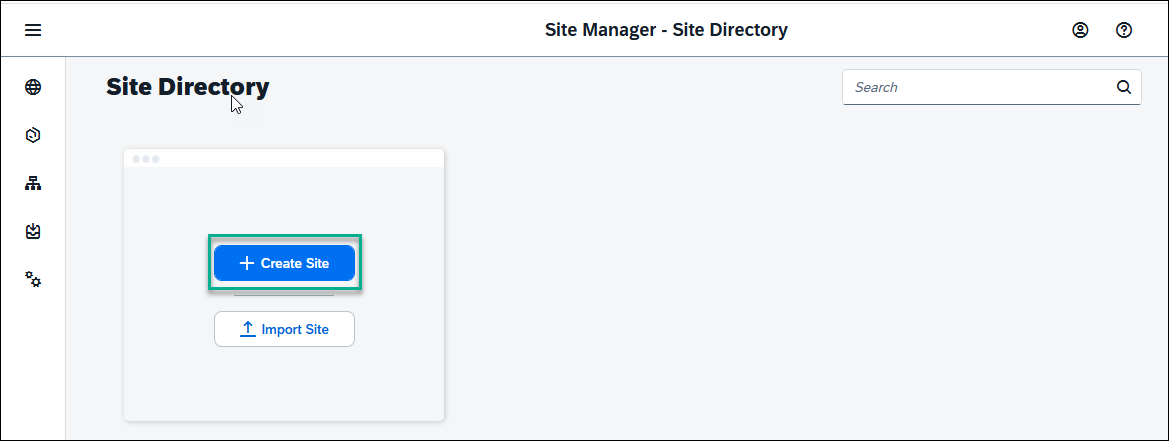 Site Manager - Site Directory
Site Directory
Search
Create Site
Import Site